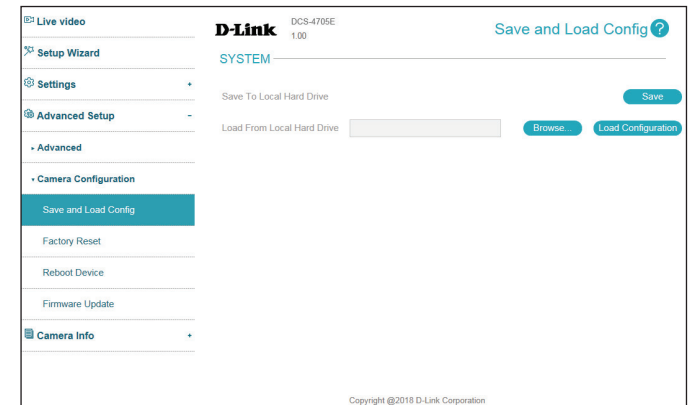 Live video
Setup Wizard
Settings +
Advanced Setup -
Advanced
Camera Configuration
Save and Load Config
Factory Reset
Reboot Device
Firmware Update
Camera Info +
D-Link DCS-4705E
1.00
Save and Load Config ?
SYSTEM
Save To Local Hard Drive Save
Load From Local Hard Drive Browse... Load Configuration
Copyright @2018 D-Link Corporation